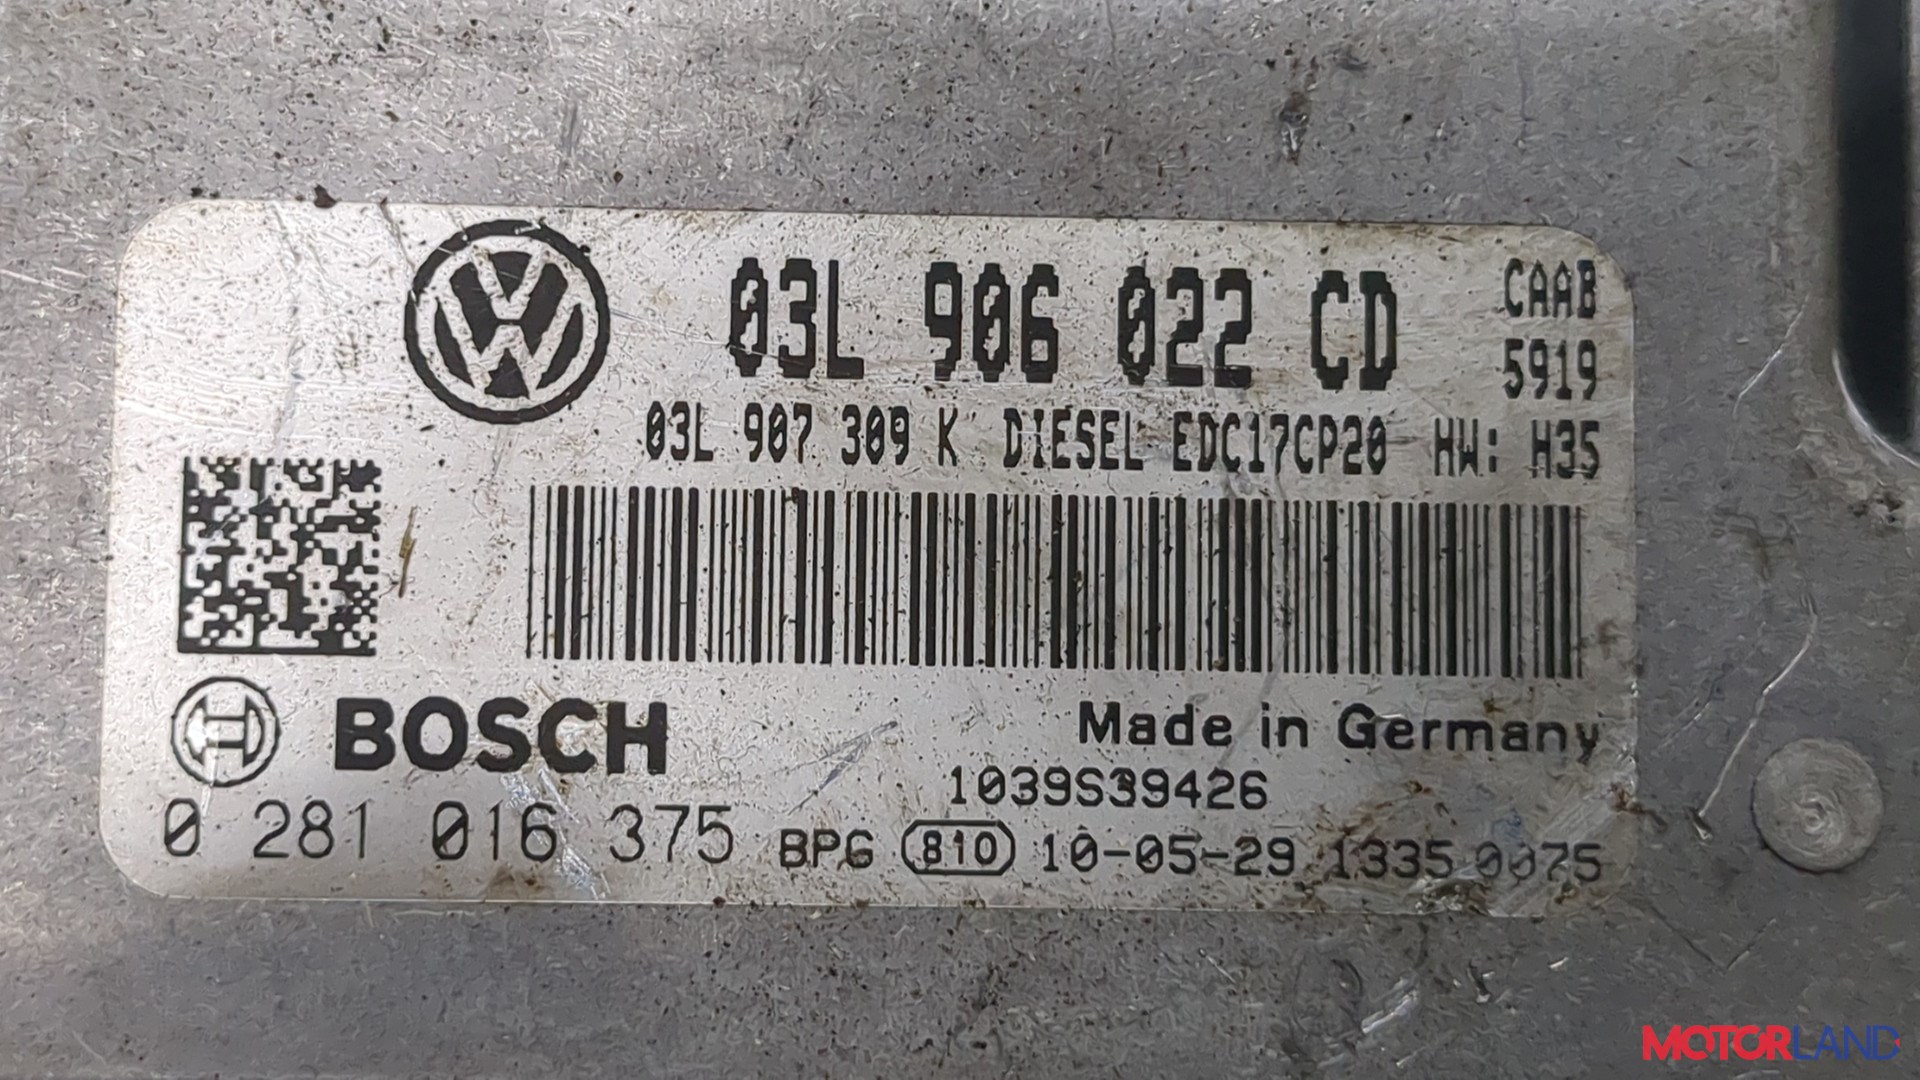 03L 906 022 CD CAAB
5919
03L 907 309 K DIESEL EDC17CP20 HW: H35
BOSCH
Made in Germany
1039S39426
0 281 016 375 BPG 810 10-05-29 1335 0075
MOTORLAND